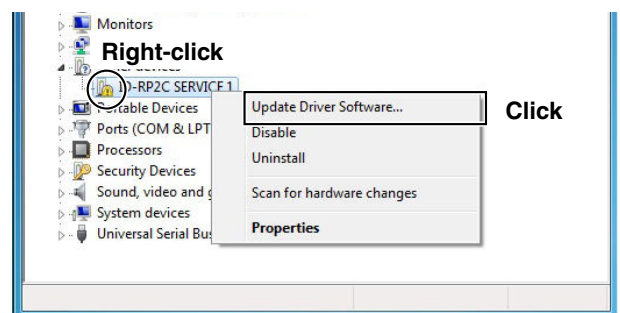 Monitors
Right-click
devices
ID-RP2C SERVICE 1
Portable Devices
Ports (COM & LPT
Processors
Security Devices
Sound, video and
System devices
Universal Serial
Update Driver Software...
Click
Disable
Uninstall
Scan for hardware changes
Properties